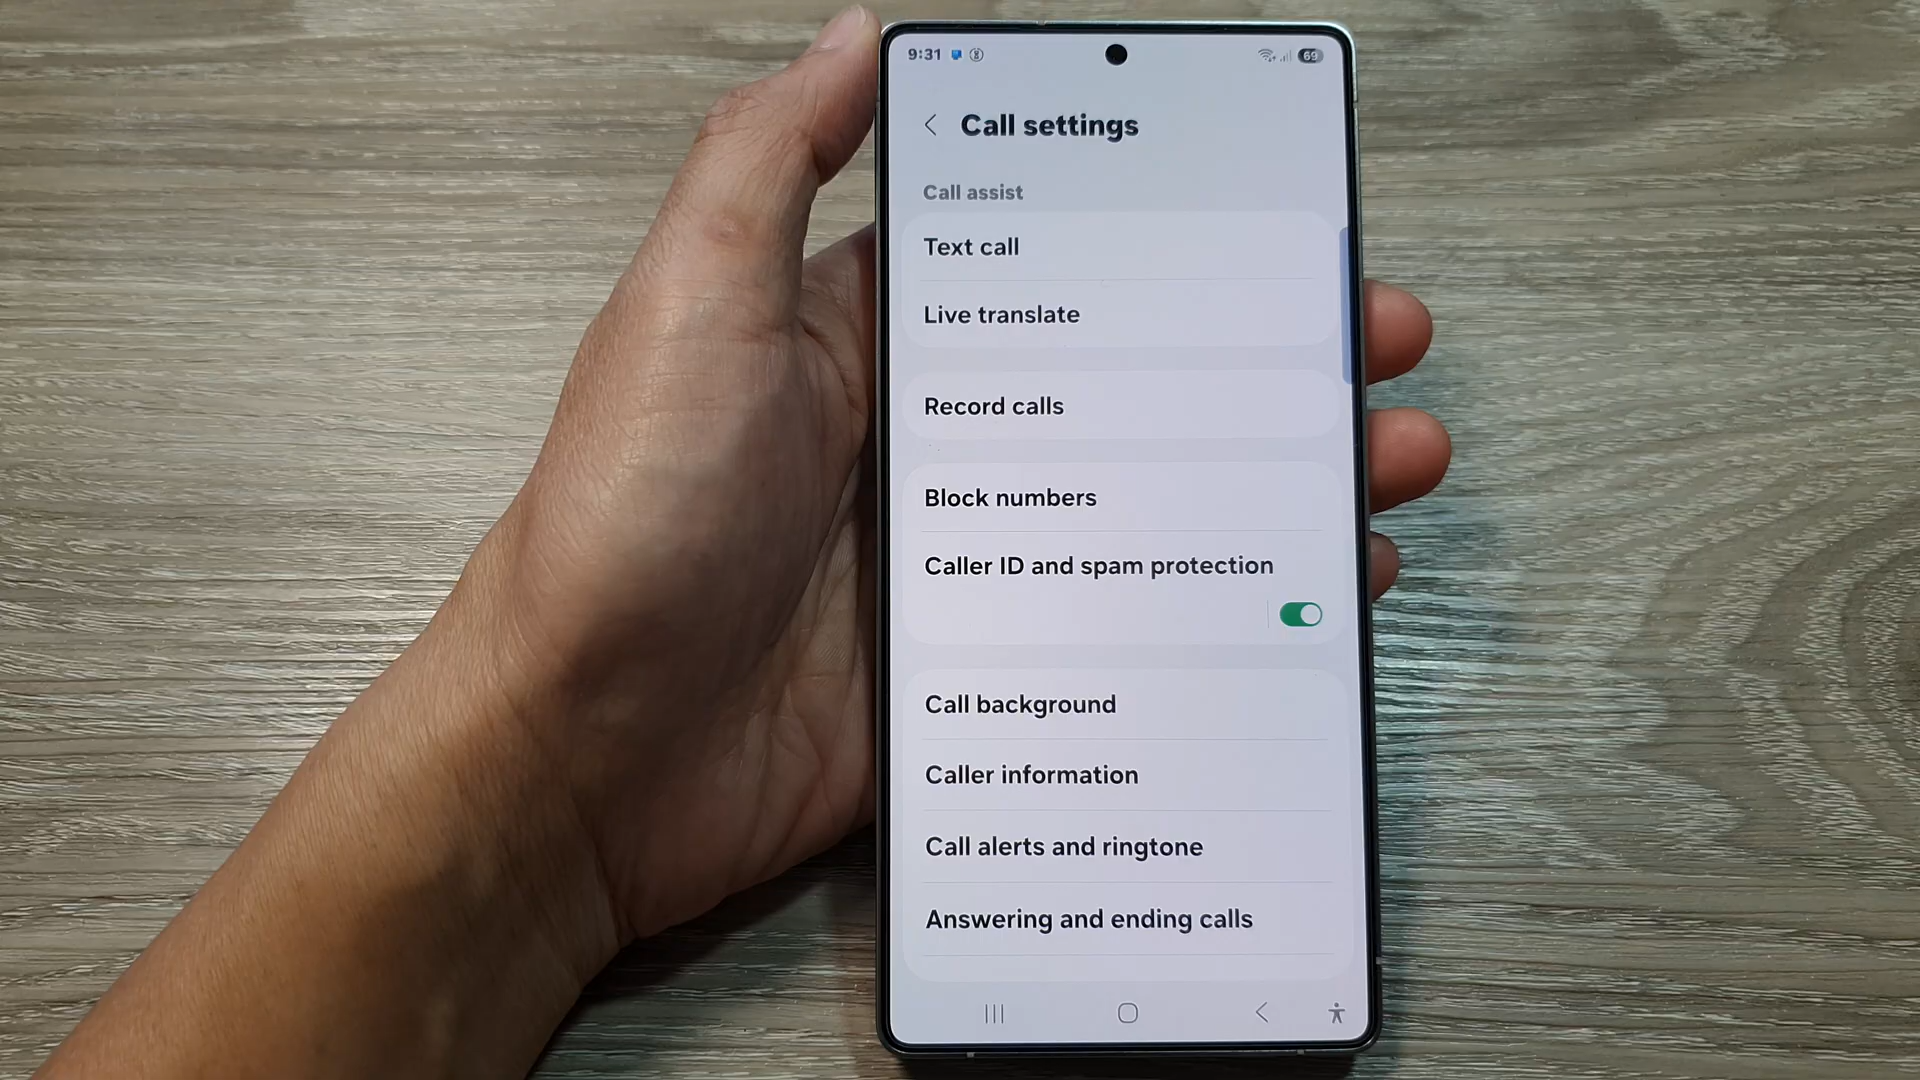 9:31
69
Call settings
Call assist
Text call
Live translate
Record calls
Block numbers
Caller ID and spam protection
Call background
Caller information
Call alerts and ringtone
Answering and ending calls